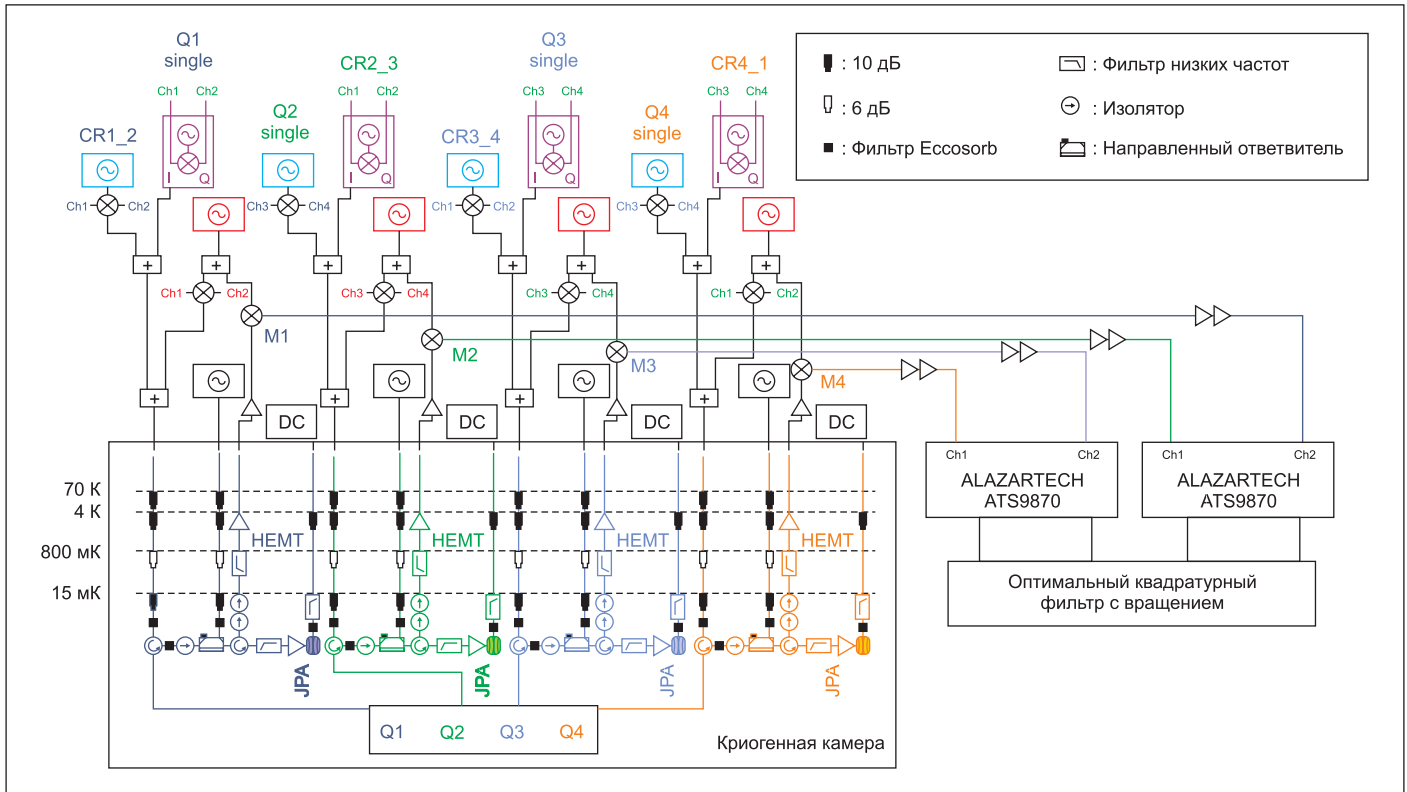 Q1
single
CR2_3
Q3
single
CR4_1
Ch1 Ch2
Ch1 Ch2
Ch3 Ch4
Ch3 Ch4
CR1_2
Q2
single
CR3_4
Q4
single
I Q
I Q
I Q
I Q
Ch1 Ch2
Ch3 Ch4
Ch1 Ch2
Ch3 Ch4
: 10 дБ
: Фильтр низких частот
: 6 дБ
: Изолятор
: Фильтр Eccosorb
: Направленный ответвитель
+ + + + + + + +
Ch1 Ch2
Ch3 Ch4
Ch3 Ch4
Ch1 Ch2
M1
M2
M3
M4
+ + + +
DC DC DC DC
Ch1 Ch2
ALAZARTECH
ATS9870
Ch1 Ch2
ALAZARTECH
ATS9870
Оптимальный квадратурный
фильтр с вращением
70 К
4 К
800 мК
15 мК
HEMT HEMT HEMT HEMT
JPA JPA JPA JPA
Q1 Q2 Q3 Q4
Криогенная камера